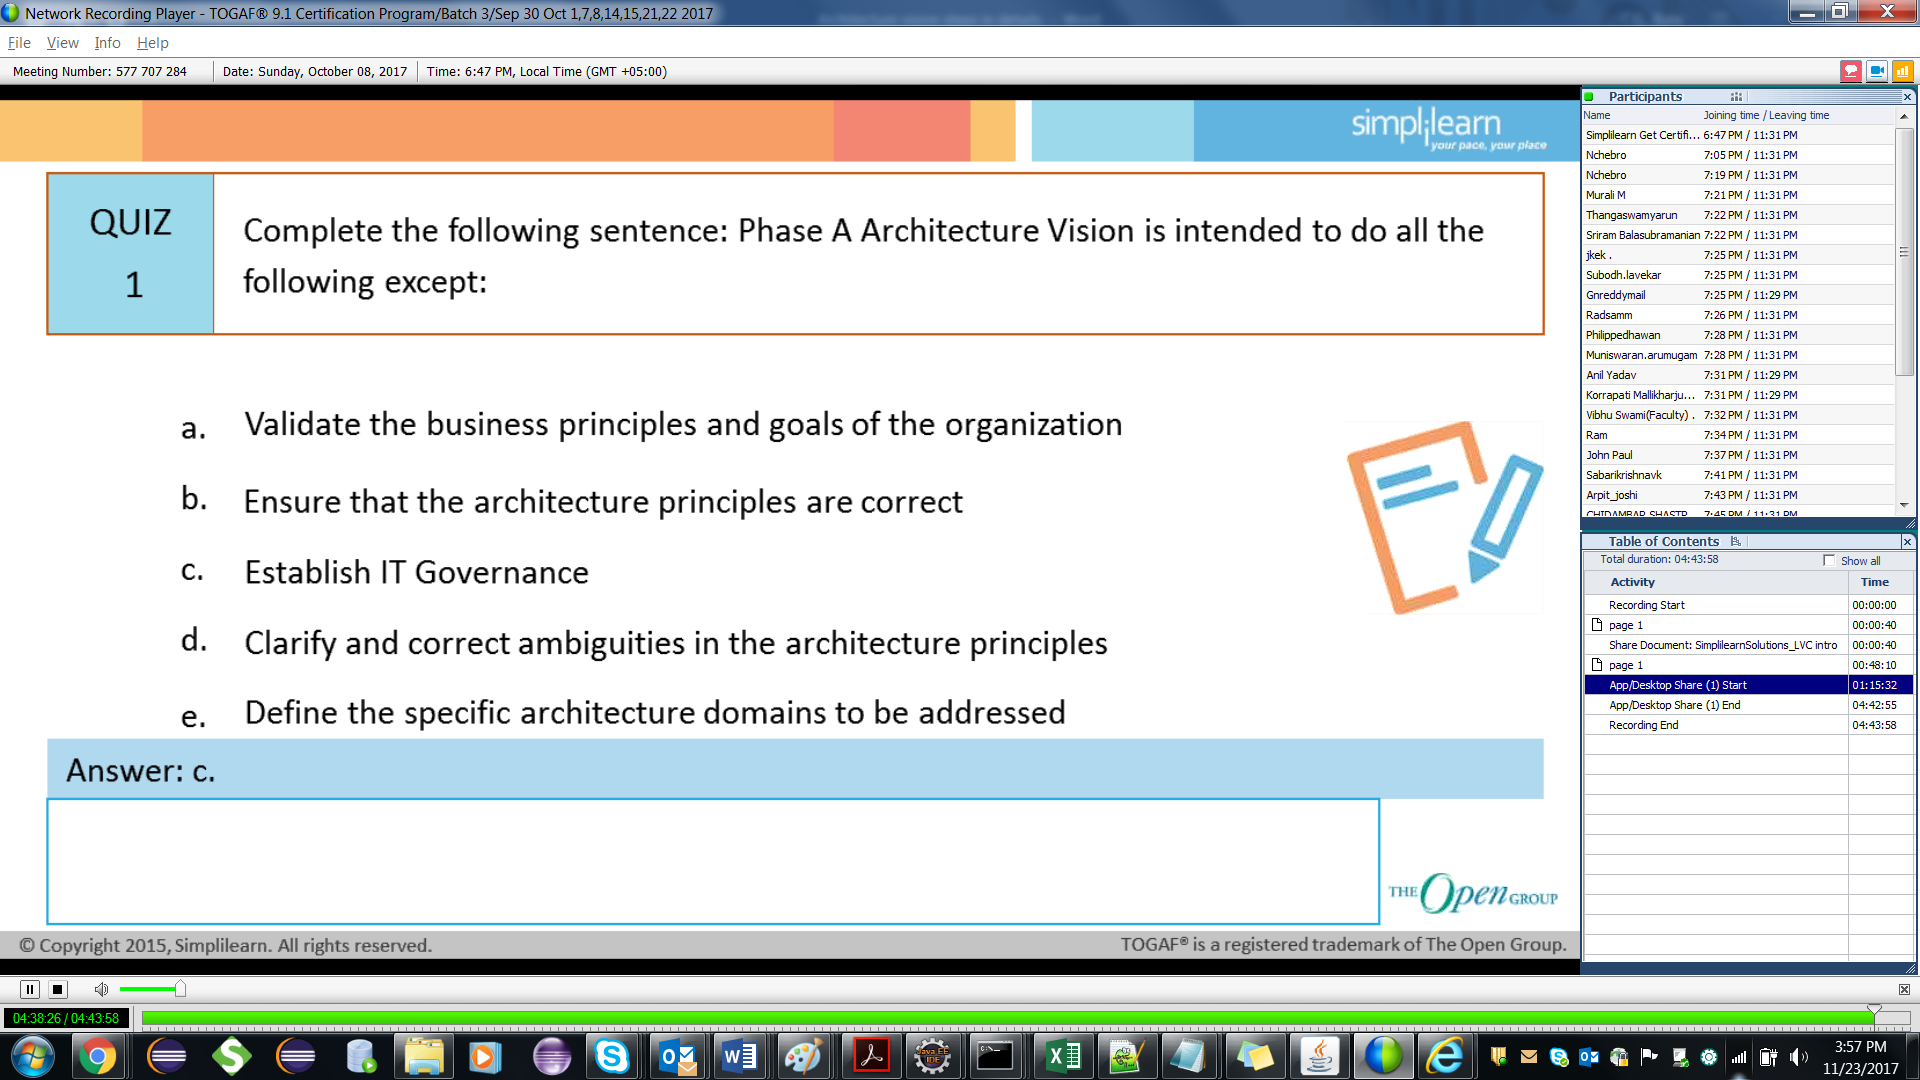 Network Recording Player - TOGAF® 9.1 Certification Program/Batch 3/Sep 30 Oct 1,7,8,14,15,21,22 2017
File View Info Help
Meeting Number: 577 707 284 Date: Sunday, October 08, 2017 Time: 6:47 PM, Local Time (GMT +05:00)
simplilearn
your pace, your place
QUIZ
1
Complete the following sentence: Phase A Architecture Vision is intended to do all the
following except:
a. Validate the business principles and goals of the organization
b. Ensure that the architecture principles are correct
c. Establish IT Governance
d. Clarify and correct ambiguities in the architecture principles
e. Define the specific architecture domains to be addressed
Answer: c.
THE Open GROUP
© Copyright 2015, Simplilearn. All rights reserved.
TOGAF® is a registered trademark of The Open Group.
Participants
Name Joining time / Leaving time
Simplilearn Get Certifi... 6:47 PM / 11:31 PM
Nchebro 7:05 PM / 11:31 PM
Nchebro 7:19 PM / 11:31 PM
Murali M 7:21 PM / 11:31 PM
Thangaswamyarun 7:22 PM / 11:31 PM
Sriram Balasubramanian 7:22 PM / 11:31 PM
jkek . 7:25 PM / 11:31 PM
Subodh.lavekar 7:25 PM / 11:31 PM
Gnreddymail 7:25 PM / 11:29 PM
Radsamm 7:26 PM / 11:31 PM
Philippedhawan 7:28 PM / 11:31 PM
Muniswaran.arumugam 7:28 PM / 11:31 PM
Anil Yadav 7:31 PM / 11:29 PM
Korrapati Mallikharju... 7:31 PM / 11:29 PM
Vibhu Swami(Faculty) . 7:32 PM / 11:31 PM
Ram 7:34 PM / 11:31 PM
John Paul 7:37 PM / 11:31 PM
Sabarikrishnavk 7:41 PM / 11:31 PM
Arpit_joshi 7:43 PM / 11:31 PM
CHIDAMBAR SHASTR... 7:45 PM / 11:31 PM
Table of Contents
Total duration: 04:43:58 Show all
Activity Time
Recording Start 00:00:00
page 1 00:00:40
Share Document: SimplilearnSolutions_LVC intro 00:00:40
page 1 00:48:10
App/Desktop Share (1) Start 01:15:32
App/Desktop Share (1) End 04:42:55
Recording End 04:43:58
04:38:26 / 04:43:58
3:57 PM
11/23/2017